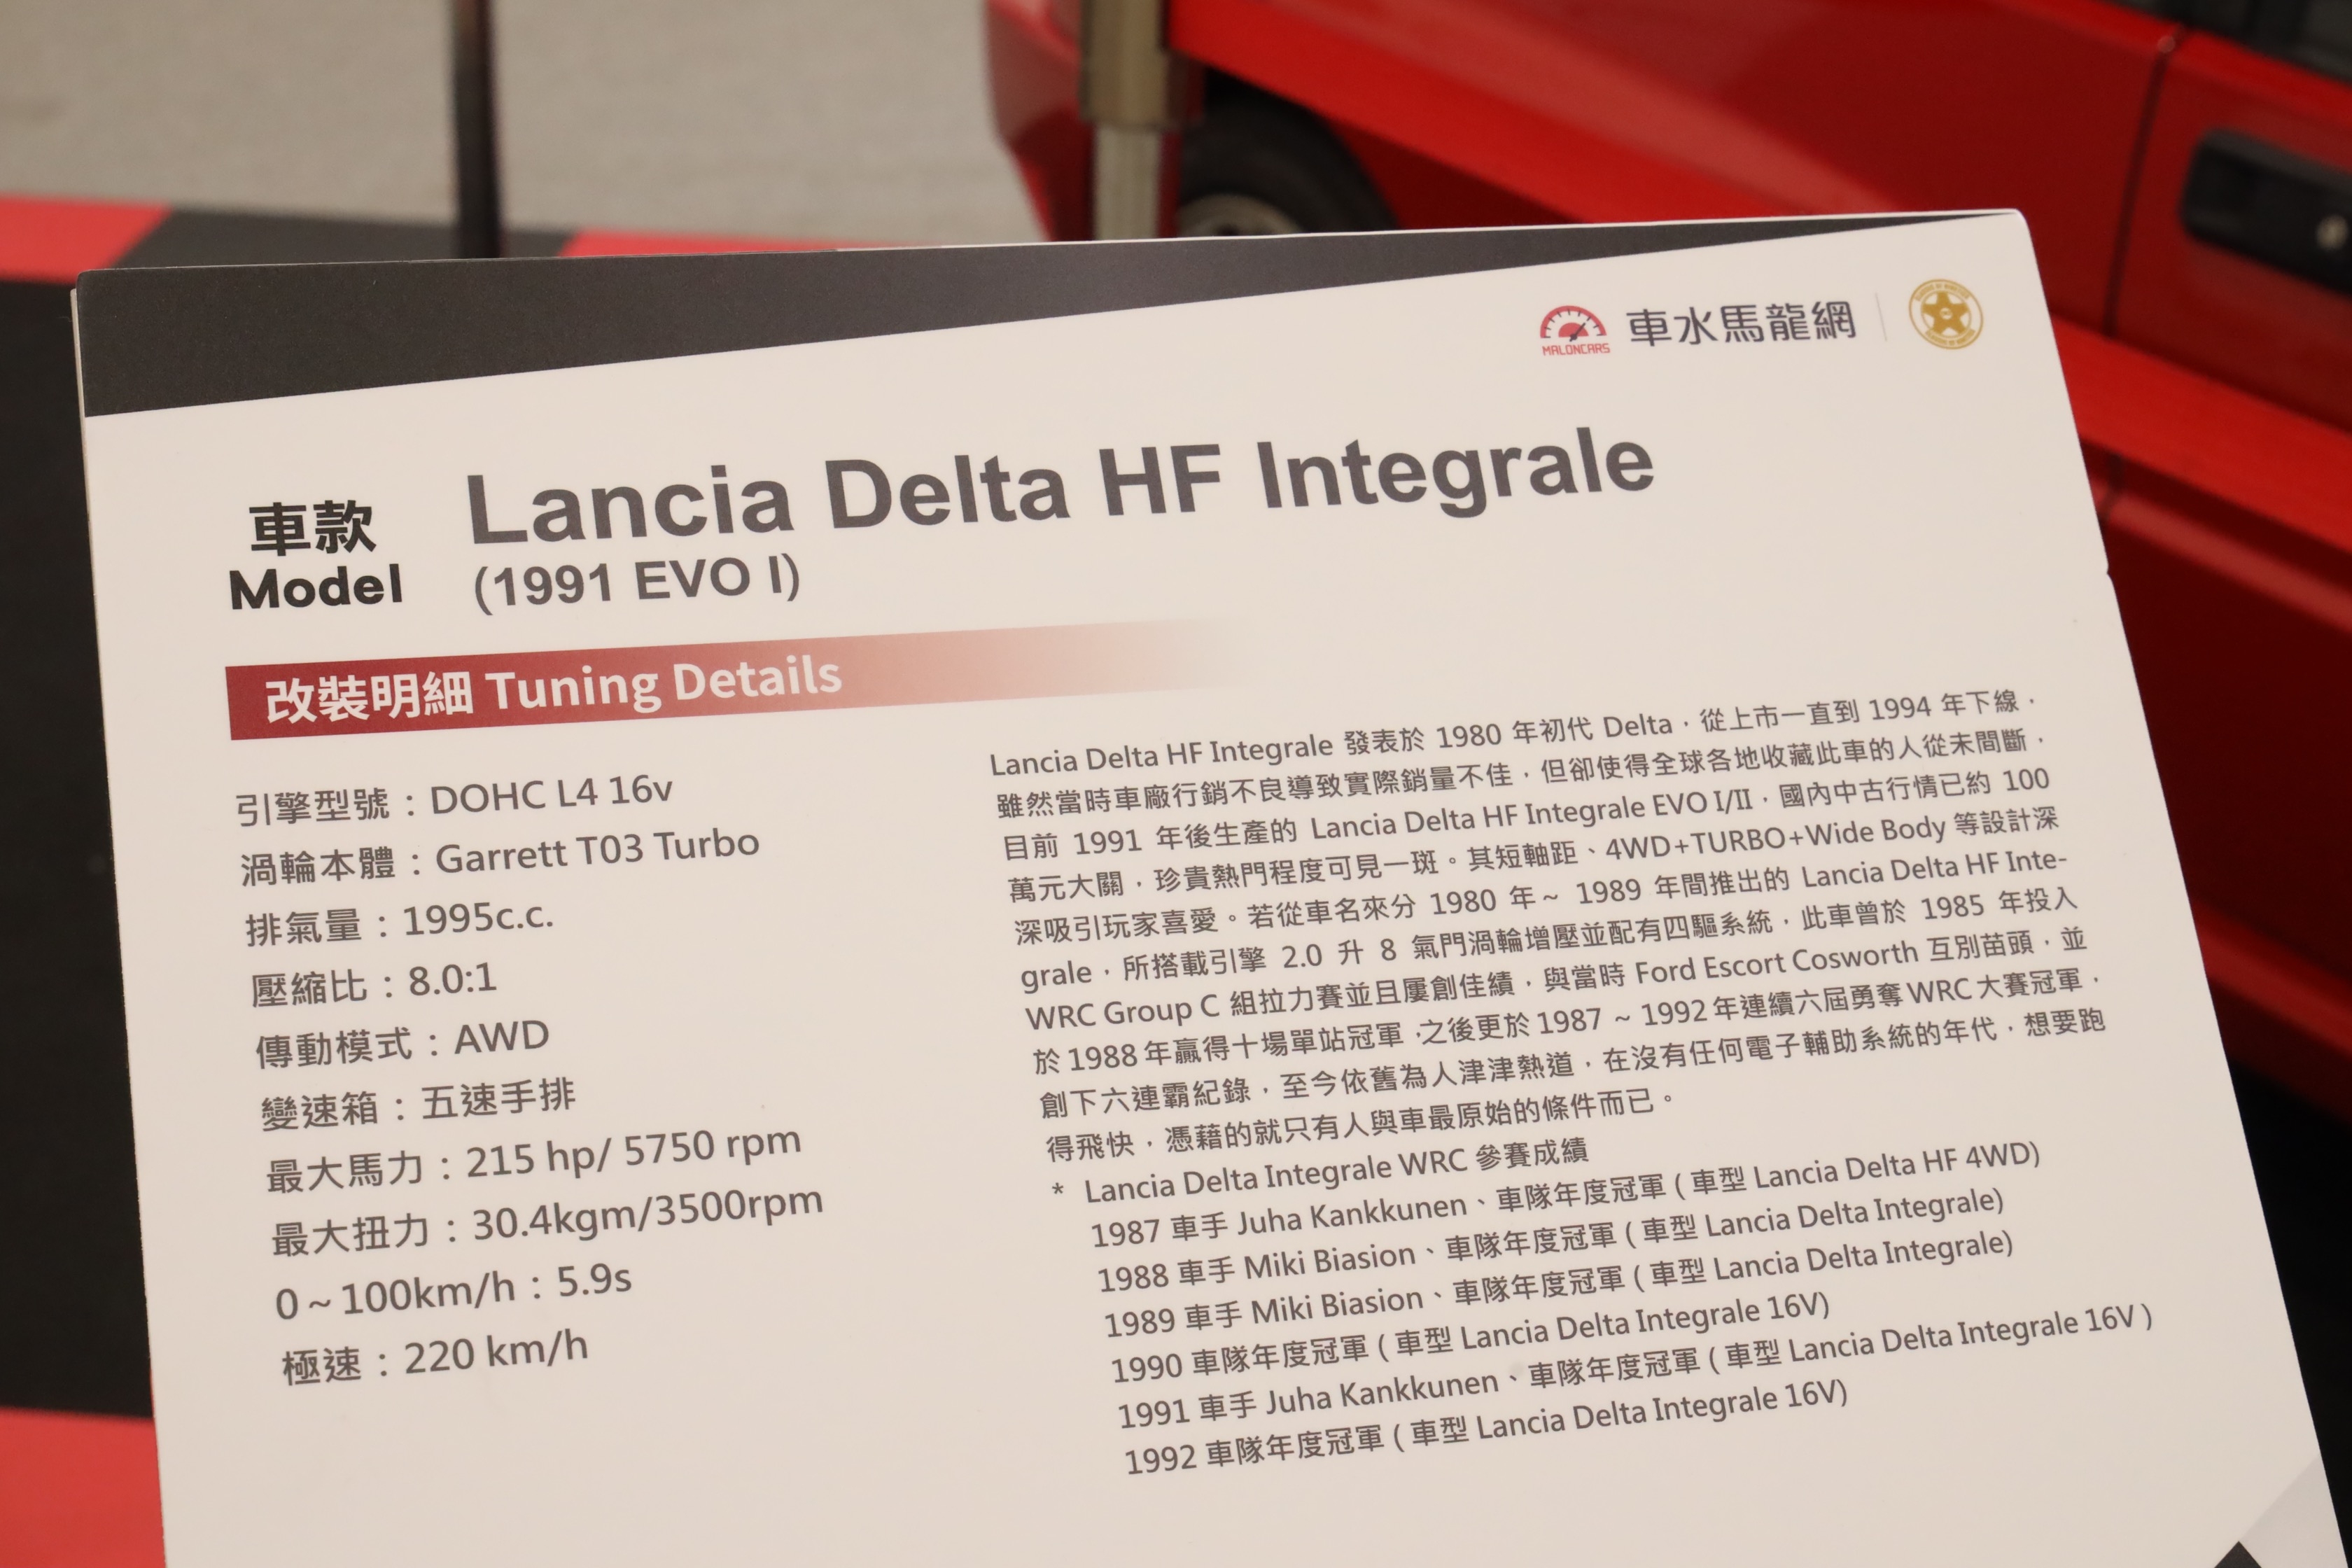 MALONCARS 車水馬龍網
車款 Lancia Delta HF Integrale
Model (1991 EVO I)
改裝明細 Tuning Details
引擎型號：DOHC L4 16v
渦輪本體：Garrett T03 Turbo
排氣量：1995c.c.
壓縮比：8.0:1
傳動模式：AWD
變速箱：五速手排
最大馬力：215 hp/ 5750 rpm
最大扭力：30.4kgm/3500rpm
0～100km/h：5.9s
極速：220 km/h
Lancia Delta HF Integrale 發表於 1980 年初代 Delta，從上市一直到 1994 年下線，
雖然當時車廠行銷不良導致實際銷量不佳，但卻使得全球各地收藏此車的人從未間斷，
目前 1991 年後生產的 Lancia Delta HF Integrale EVO I/II，國內中古行情已約 100
萬元大關，珍貴熱門程度可見一斑。其短軸距、4WD+TURBO+Wide Body 等設計深
深吸引玩家喜愛。若從車名來分 1980 年～ 1989 年間推出的 Lancia Delta HF Inte-
grale，所搭載引擎 2.0 升 8 氣門渦輪增壓並配有四驅系統，此車曾於 1985 年投入
WRC Group C 組拉力賽並且屢創佳績，與當時 Ford Escort Cosworth 互別苗頭，並
於 1988 年贏得十場單站冠軍，之後更於 1987 ~ 1992 年連續六屆勇奪 WRC 大賽冠軍，
創下六連霸紀錄，至今依舊為人津津熱道，在沒有任何電子輔助系統的年代，想要跑
得飛快，憑藉的就只有人與車最原始的條件而已。
* Lancia Delta Integrale WRC 參賽成績
1987 車手 Juha Kankkunen、車隊年度冠軍 ( 車型 Lancia Delta HF 4WD)
1988 車手 Miki Biasion、車隊年度冠軍 ( 車型 Lancia Delta Integrale)
1989 車手 Miki Biasion、車隊年度冠軍 ( 車型 Lancia Delta Integrale)
1990 車隊年度冠軍 ( 車型 Lancia Delta Integrale 16V)
1991 車手 Juha Kankkunen、車隊年度冠軍 ( 車型 Lancia Delta Integrale 16V )
1992 車隊年度冠軍 ( 車型 Lancia Delta Integrale 16V)